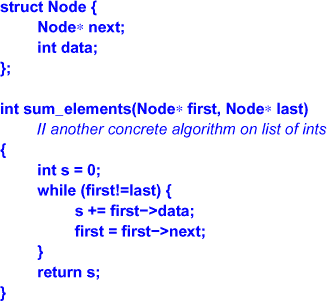 struct Node {
Node* next;
int data;
};
int sum_elements(Node* first, Node* last)
// another concrete algorithm on list of ints
{
int s = 0;
while (first!=last) {
s += first−>data;
first = first−>next;
}
return s;
}